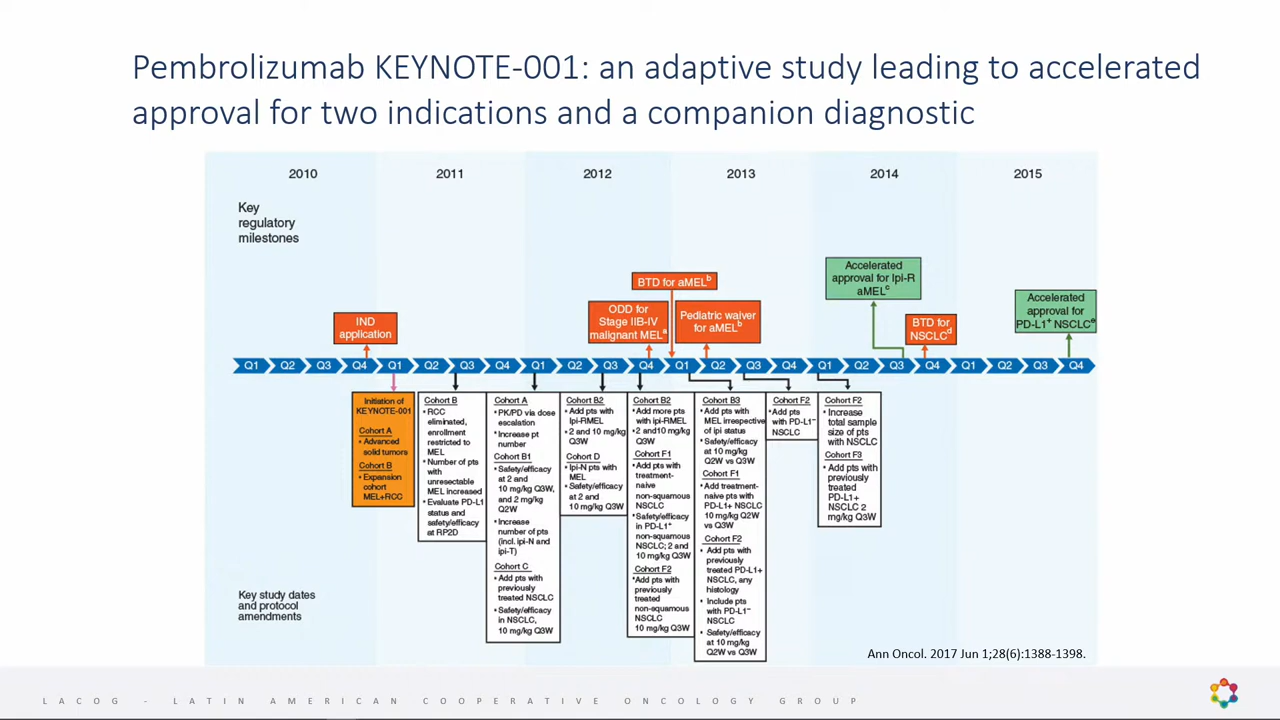 Pembrolizumab KEYNOTE-001: an adaptive study leading to accelerated
approval for two indications and a companion diagnostic
2010
2011
2012
2013
2014
2015
Key
regulatory
milestones
IND
application
ODD for
Stage IIB-IV
malignant MELa
BTD for aMELb
Pediatric waiver
for aMELb
Accelerated
approval for Ipi-R
aMELc
BTD for
NSCLCd
Accelerated
approval for
PD-L1+ NSCLCe
Q1 Q2 Q3 Q4 Q1 Q2 Q3 Q4 Q1 Q2 Q3 Q4 Q1 Q2 Q3 Q4 Q1 Q2 Q3 Q4 Q1 Q2 Q3 Q4
Initiation of
KEYNOTE-001
Cohort A
• Advanced
solid tumors
Cohort B
• Expansion
cohort
MEL+RCC
Cohort B
• RCC
eliminated,
enrollment
restricted to
MEL
• Number of pts
with
unresectable
MEL increased
• Evaluate PD-L1
status and
safety/efficacy
at RP2D
Cohort A
• PK/PD via dose
escalation
• Increase pt
number
Cohort B1
• Safety/efficacy
at 2 and
10 mg/kg Q3W,
and 2 mg/kg
Q2W
• Increase
number of pts
(incl. ipi-N and
ipi-T)
Cohort C
• Add pts with
previously
treated NSCLC
• Safety/efficacy
in NSCLC,
10 mg/kg Q3W
Cohort B2
• Add pts with
Ipi-RMEL
• 2 and 10 mg/kg
Q3W
Cohort D
• Ipi-N pts with
MEL
• Safety/efficacy
at 2 and
10 mg/kg Q3W
Cohort B2
• Add more pts
with ipi-RMEL
• 2 and10 mg/kg
Q3W
Cohort F1
• Add pts with
treatment-
naive
non-squamous
NSCLC
• Safety/efficacy
in PD-L1+
non-squamous
NSCLC; 2 and
10 mg/kg Q3W
Cohort F2
• Add pts with
previously
treated
non-squamous
NSCLC
10 mg/kg Q3W
Cohort B3
• Add pts with
MEL irrespective
of ipi status
• Safety/efficacy
at 10 mg/kg
Q2W vs Q3W
Cohort F1
• Add treatment-
naive pts with
PD-L1+ NSCLC
10 mg/kg Q2W
vs Q3W
Cohort F2
• Add pts with
previously
treated PD-L1+
NSCLC, any
histology
• Include pts
with PD-L1−
NSCLC
• Safety/efficacy
at 10 mg/kg
Q2W vs Q3W
Cohort F2
• Add pts
with PD-L1−
NSCLC
Cohort F2
• Increase
total sample
size of pts
with NSCLC
Cohort F3
• Add pts with
previously
treated
PD-L1+
NSCLC 2
mg/kg Q3W
Key study dates
and protocol
amendments
Ann Oncol. 2017 Jun 1;28(6):1388-1398.
LACOG - LATIN AMERICAN COOPERATIVE ONCOLOGY GROUP